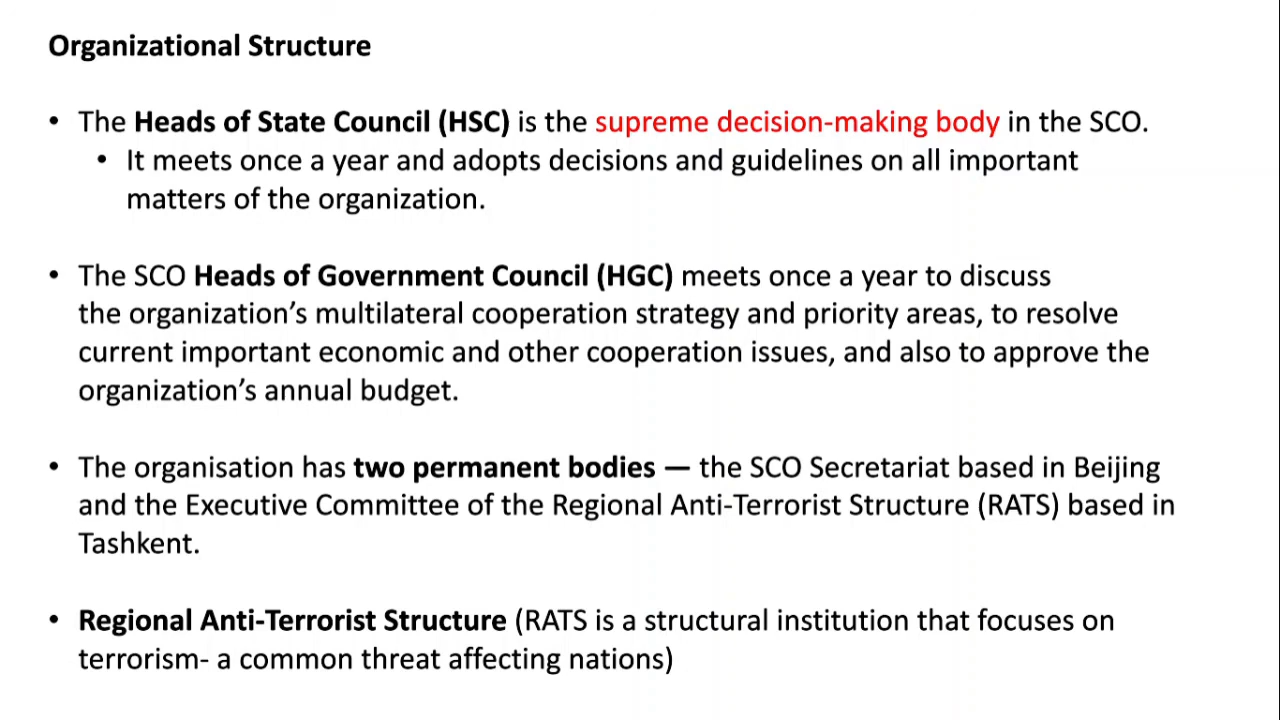 Organizational Structure
• The Heads of State Council (HSC) is the supreme decision-making body in the SCO.
• It meets once a year and adopts decisions and guidelines on all important
matters of the organization.
• The SCO Heads of Government Council (HGC) meets once a year to discuss
the organization’s multilateral cooperation strategy and priority areas, to resolve
current important economic and other cooperation issues, and also to approve the
organization’s annual budget.
• The organisation has two permanent bodies — the SCO Secretariat based in Beijing
and the Executive Committee of the Regional Anti-Terrorist Structure (RATS) based in
Tashkent.
• Regional Anti-Terrorist Structure (RATS is a structural institution that focuses on
terrorism- a common threat affecting nations)